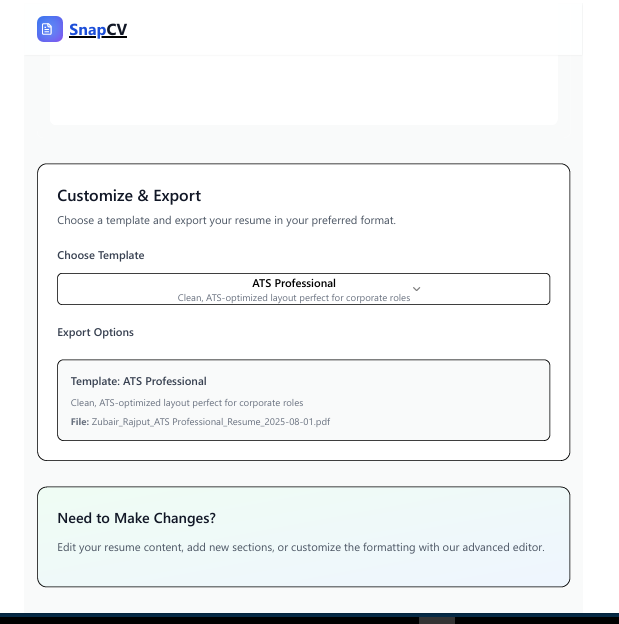 SnapCV
Customize & Export
Choose a template and export your resume in your preferred format.
Choose Template
ATS Professional
Clean, ATS-optimized layout perfect for corporate roles
Export Options
Template: ATS Professional
Clean, ATS-optimized layout perfect for corporate roles
File: Zubair_Rajput_ATS Professional_Resume_2025-08-01.pdf
Need to Make Changes?
Edit your resume content, add new sections, or customize the formatting with our advanced editor.